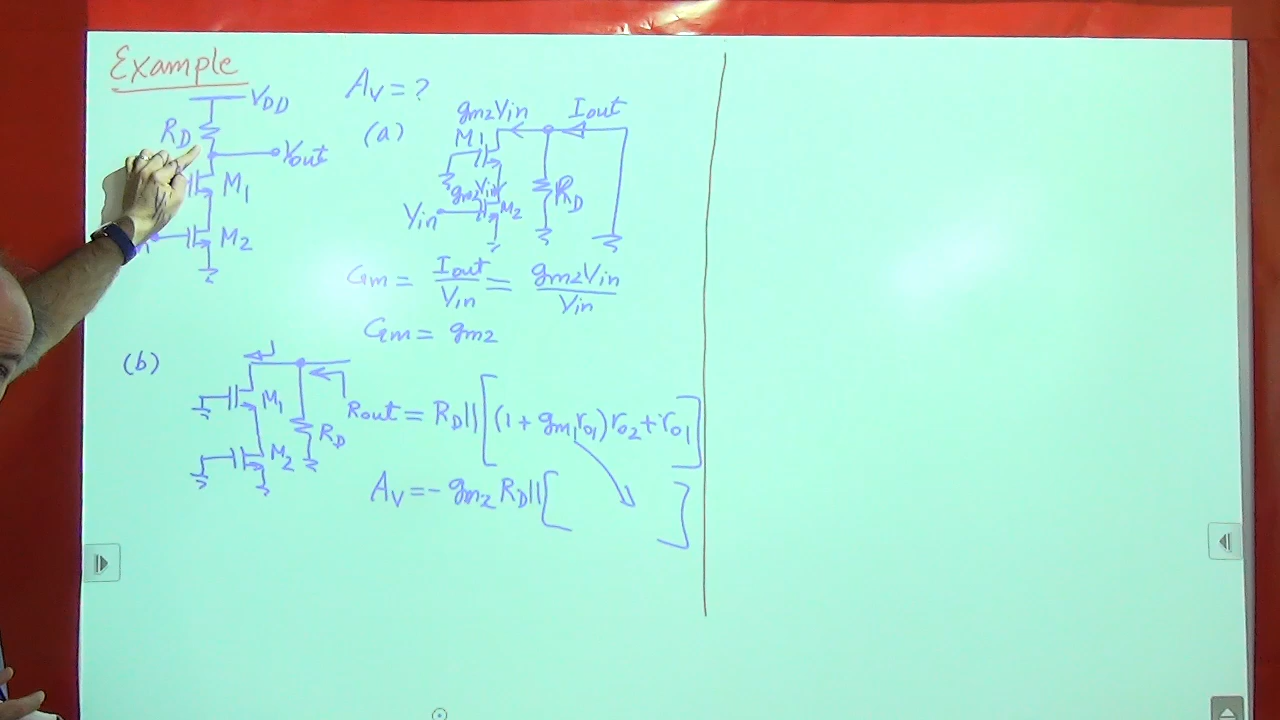 Example
VDD
Av = ?
RD
Vout
M1
M2
(a)
gm2Vin
Iout
M1
gm2Vin
RD
Vin
M2
Gm = Iout/Vin = gm2Vin/Vin
Gm = gm2
(b)
M1
RD
M2
Rout = RD||[(1 + gm1ro1)ro2 + ro1]
Av = - gm2 RD||[ ]